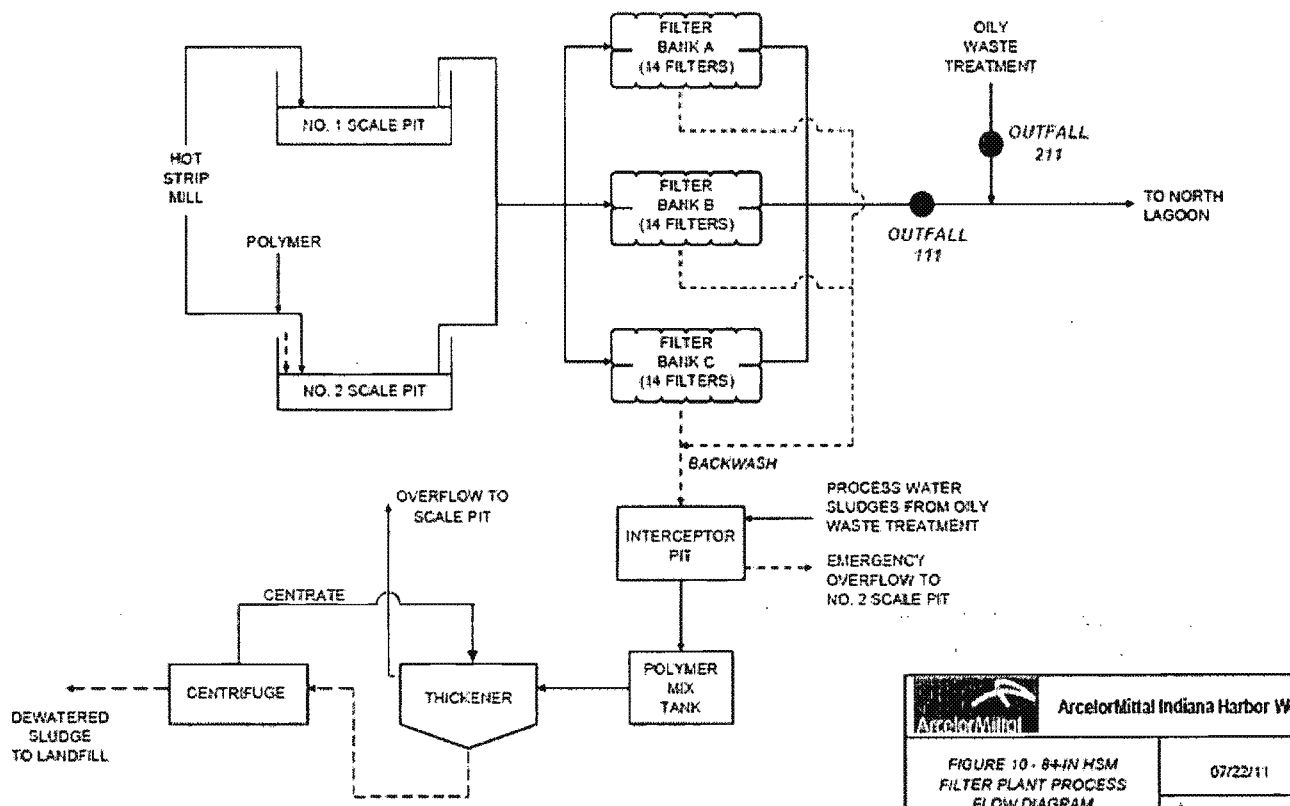 FILTER
BANK A
(14 FILTERS)
OILY
WASTE
TREATMENT
NO. 1 SCALE PIT
OUTFALL
211
HOT
STRIP
MILL
FILTER
BANK B
(14 FILTERS)
TO NORTH
LAGOON
POLYMER
OUTFALL
111
FILTER
BANK C
(14 FILTERS)
NO. 2 SCALE PIT
BACKWASH
OVERFLOW TO
SCALE PIT
PROCESS WATER
SLUDGES FROM OILY
WASTE TREATMENT
INTERCEPTOR
PIT
EMERGENCY
OVERFLOW TO
NO. 2 SCALE PIT
CENTRATE
CENTRIFUGE
THICKENER
POLYMER
MIX
TANK
DEWATERED
SLUDGE
TO LANDFILL
ArcelorMittal
ArcelorMittal Indiana Harbor W
FIGURE 10 - 84-IN HSM
FILTER PLANT PROCESS
FLOW DIAGRAM
07/22/11